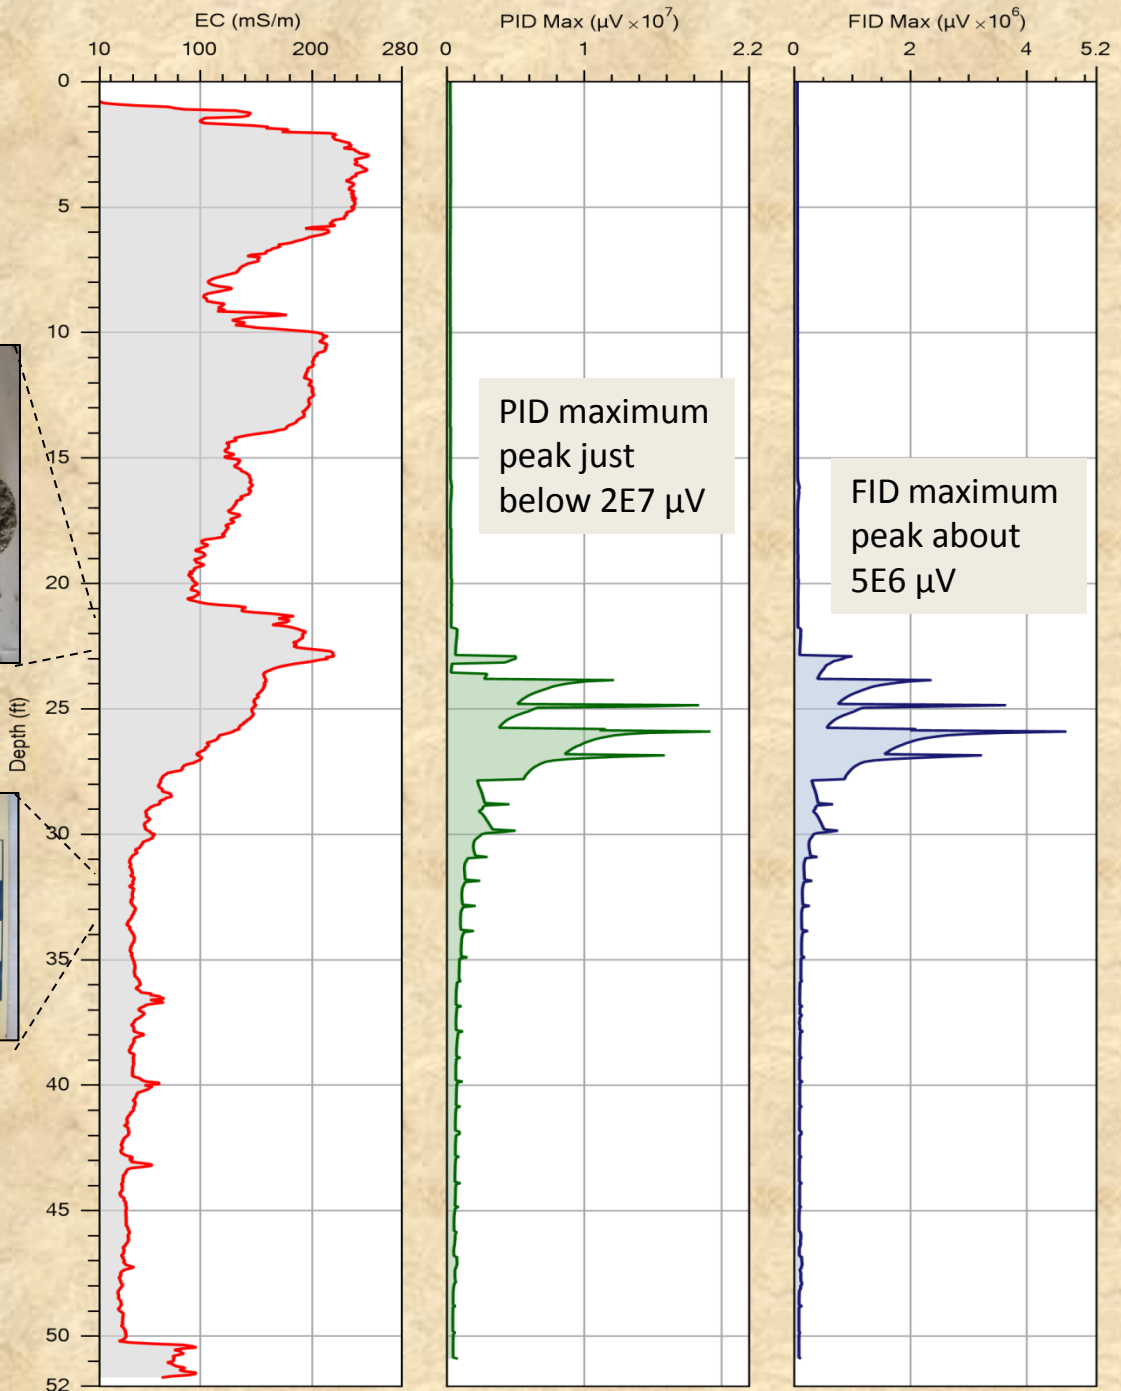 EC (mS/m)
PID Max (µV ×10⁷)
FID Max (µV ×10⁶)
10 100 200 280
0 1 2.2
0 2 4 5.2
0
5
10
15
20
25
30
35
40
45
50
52
Depth (ft)
PID maximum
peak just
below 2E7 µV
FID maximum
peak about
5E6 µV